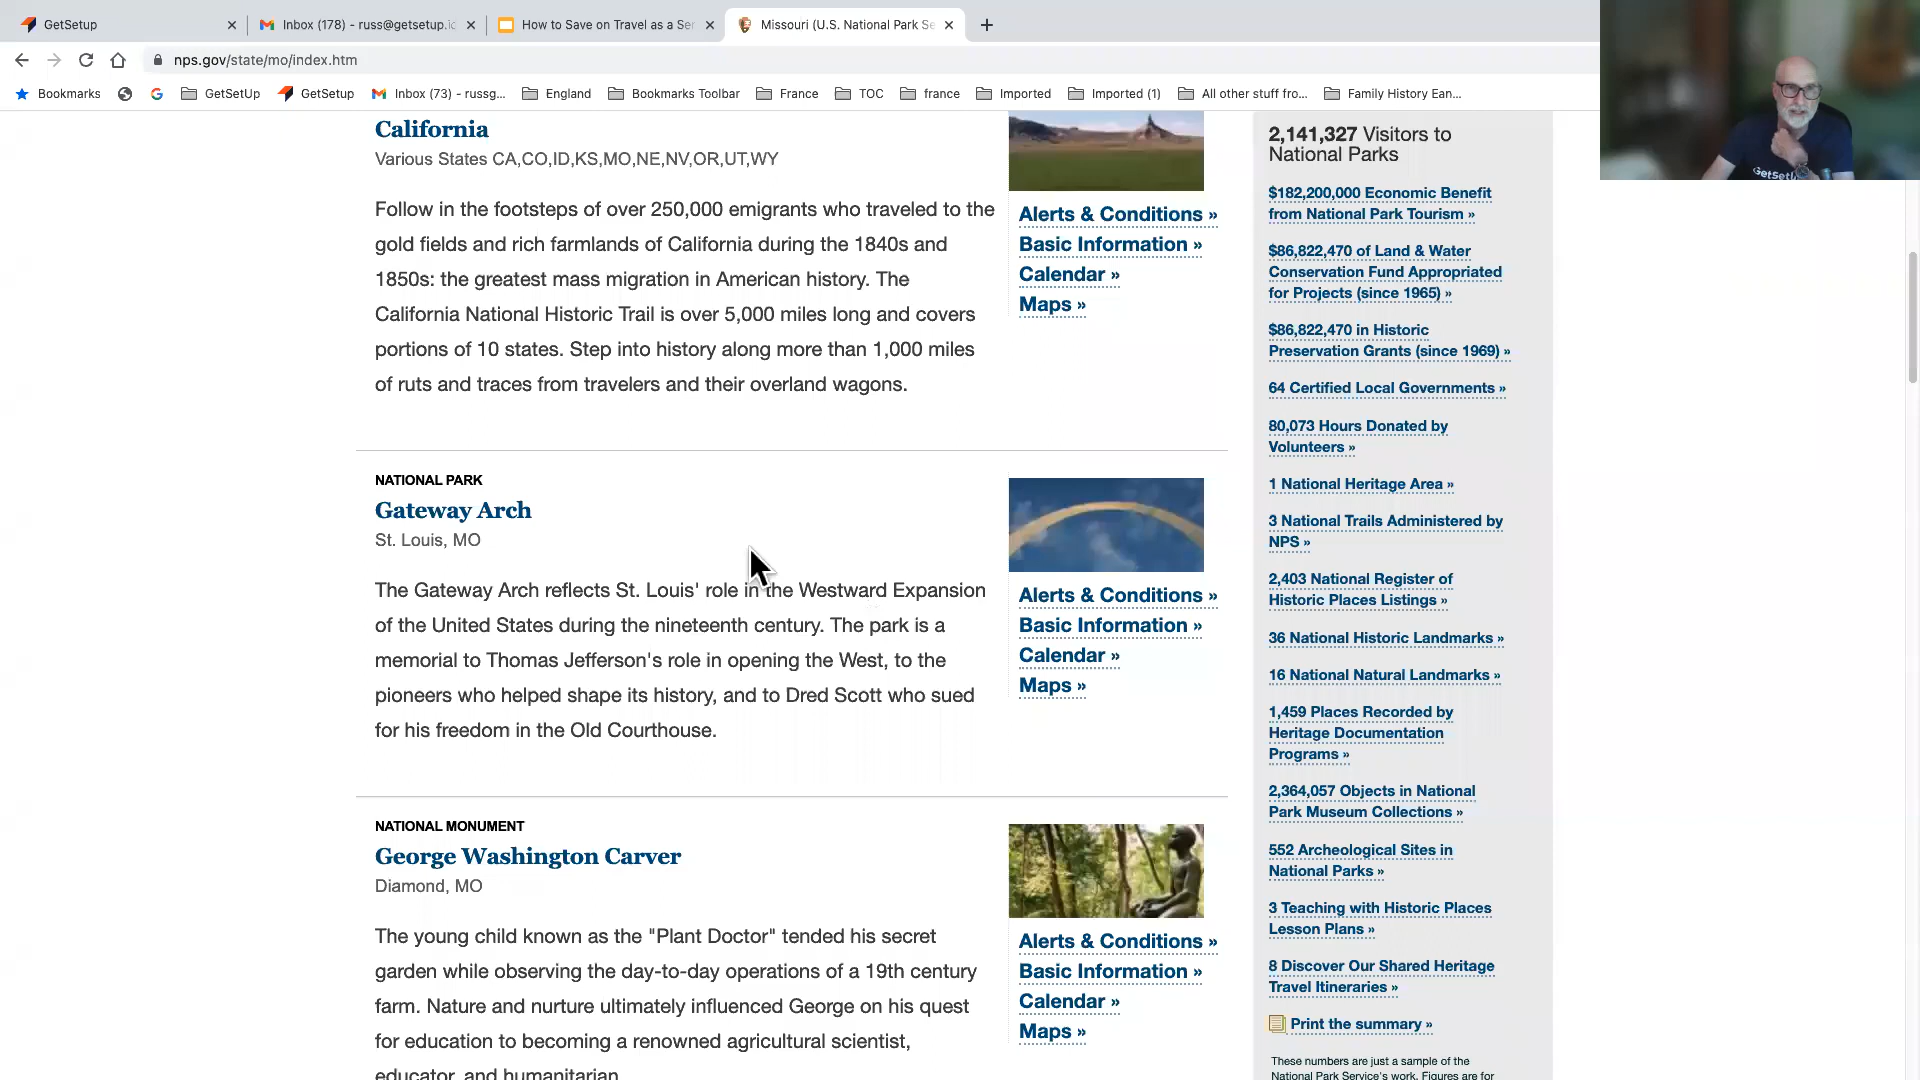 GetSetup
Inbox (178) - russ@getsetup.io
How to Save on Travel as a Sen
Missouri (U.S. National Park Se
nps.gov/state/mo/index.htm
Bookmarks
GetSetUp
GetSetup
Inbox (73) - russg...
England
Bookmarks Toolbar
France
TOC
france
Imported
Imported (1)
All other stuff fro...
Family History Ean...
California
Various States CA,CO,ID,KS,MO,NE,NV,OR,UT,WY
Follow in the footsteps of over 250,000 emigrants who traveled to the
gold fields and rich farmlands of California during the 1840s and
1850s: the greatest mass migration in American history. The
California National Historic Trail is over 5,000 miles long and covers
portions of 10 states. Step into history along more than 1,000 miles
of ruts and traces from travelers and their overland wagons.
Alerts & Conditions »
Basic Information »
Calendar »
Maps »
NATIONAL PARK
Gateway Arch
St. Louis, MO
The Gateway Arch reflects St. Louis' role in the Westward Expansion
of the United States during the nineteenth century. The park is a
memorial to Thomas Jefferson's role in opening the West, to the
pioneers who helped shape its history, and to Dred Scott who sued
for his freedom in the Old Courthouse.
Alerts & Conditions »
Basic Information »
Calendar »
Maps »
NATIONAL MONUMENT
George Washington Carver
Diamond, MO
The young child known as the "Plant Doctor" tended his secret
garden while observing the day-to-day operations of a 19th century
farm. Nature and nurture ultimately influenced George on his quest
for education to becoming a renowned agricultural scientist,
educator, and humanitarian.
Alerts & Conditions »
Basic Information »
Calendar »
Maps »
2,141,327 Visitors to
National Parks
$182,200,000 Economic Benefit
from National Park Tourism »
$86,822,470 of Land & Water
Conservation Fund Appropriated
for Projects (since 1965) »
$86,822,470 in Historic
Preservation Grants (since 1969) »
64 Certified Local Governments »
80,073 Hours Donated by
Volunteers »
1 National Heritage Area »
3 National Trails Administered by
NPS »
2,403 National Register of
Historic Places Listings »
36 National Historic Landmarks »
16 National Natural Landmarks »
1,459 Places Recorded by
Heritage Documentation
Programs »
2,364,057 Objects in National
Park Museum Collections »
552 Archeological Sites in
National Parks »
3 Teaching with Historic Places
Lesson Plans »
8 Discover Our Shared Heritage
Travel Itineraries »
Print the summary »
These numbers are just a sample of the
National Park Service's work. Figures are for
GetSetUp